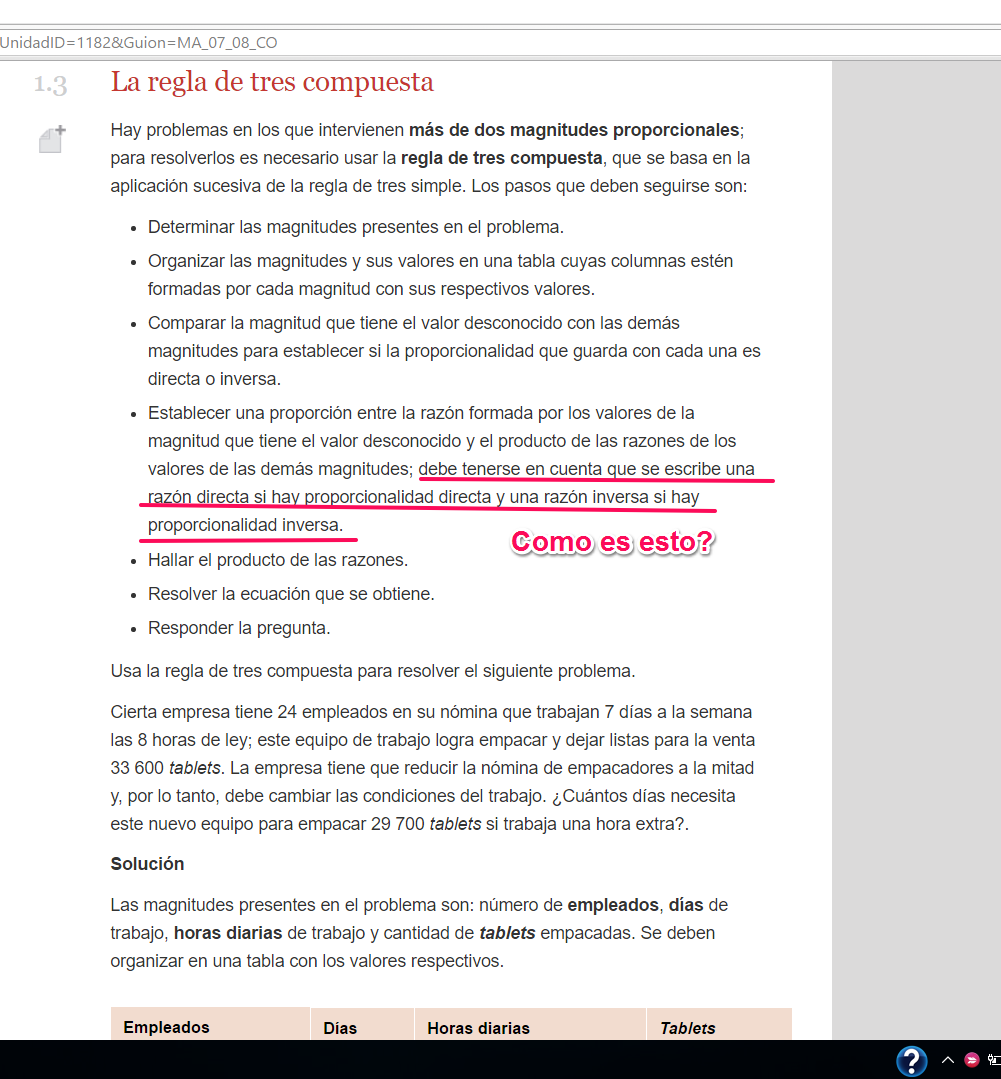 UnidadID=1182&Guion=MA_07_08_CO
1.3 La regla de tres compuesta
Hay problemas en los que intervienen más de dos magnitudes proporcionales;
para resolverlos es necesario usar la regla de tres compuesta, que se basa en la
aplicación sucesiva de la regla de tres simple. Los pasos que deben seguirse son:
• Determinar las magnitudes presentes en el problema.
• Organizar las magnitudes y sus valores en una tabla cuyas columnas estén
formadas por cada magnitud con sus respectivos valores.
• Comparar la magnitud que tiene el valor desconocido con las demás
magnitudes para establecer si la proporcionalidad que guarda con cada una es
directa o inversa.
• Establecer una proporción entre la razón formada por los valores de la
magnitud que tiene el valor desconocido y el producto de las razones de los
valores de las demás magnitudes; debe tenerse en cuenta que se escribe una
razón directa si hay proporcionalidad directa y una razón inversa si hay
proporcionalidad inversa.
Como es esto?
• Hallar el producto de las razones.
• Resolver la ecuación que se obtiene.
• Responder la pregunta.
Usa la regla de tres compuesta para resolver el siguiente problema.
Cierta empresa tiene 24 empleados en su nómina que trabajan 7 días a la semana
las 8 horas de ley; este equipo de trabajo logra empacar y dejar listas para la venta
33 600 tablets. La empresa tiene que reducir la nómina de empacadores a la mitad
y, por lo tanto, debe cambiar las condiciones del trabajo. ¿Cuántos días necesita
este nuevo equipo para empacar 29 700 tablets si trabaja una hora extra?.
Solución
Las magnitudes presentes en el problema son: número de empleados, días de
trabajo, horas diarias de trabajo y cantidad de tablets empacadas. Se deben
organizar en una tabla con los valores respectivos.
Empleados Días Horas diarias Tablets
?